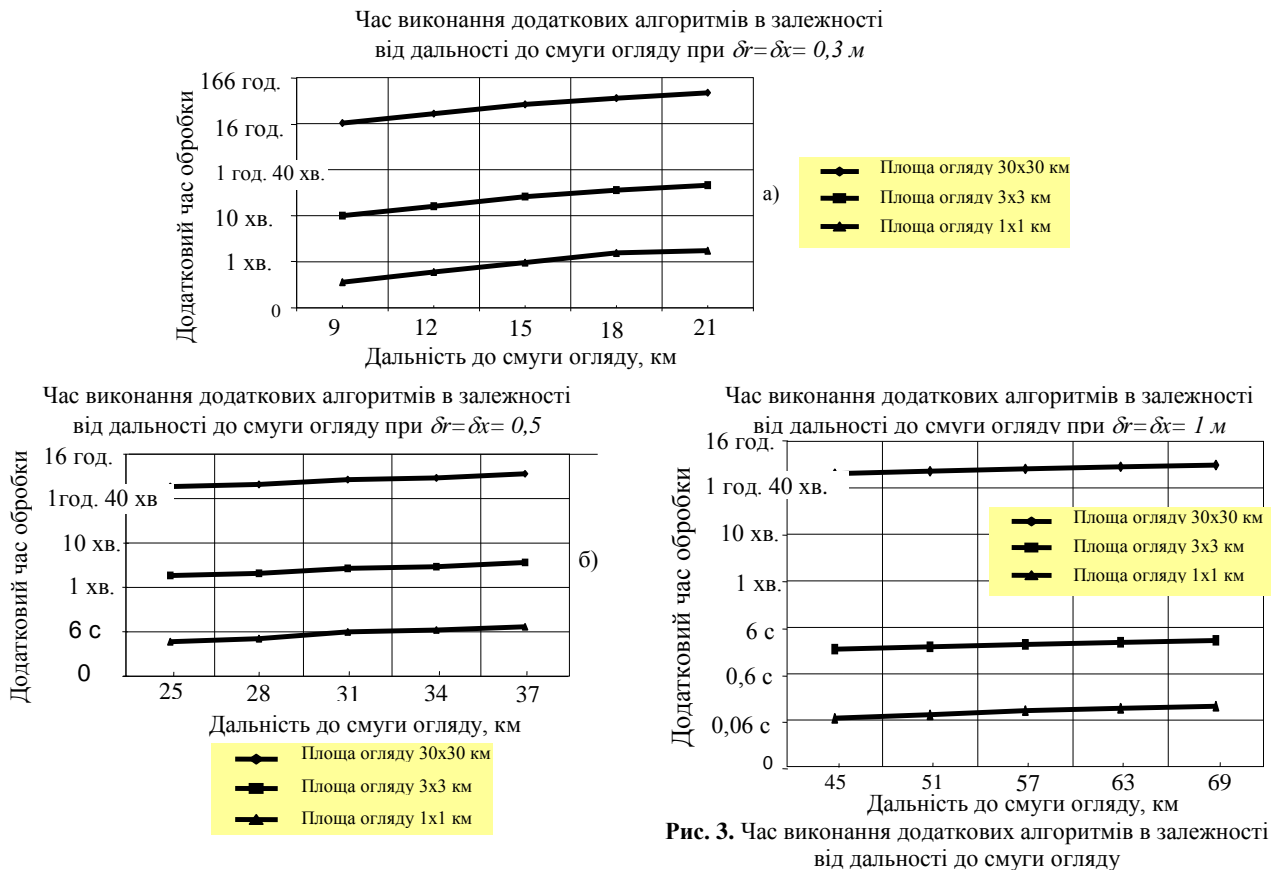 Час виконання додаткових алгоритмів в залежності
від дальності до смуги огляду при δr=δx= 0,3 м
Додатковий час обробки
166 год.
16 год.
1 год. 40 хв.
10 хв.
1 хв.
0
9 12 15 18 21
Дальність до смуги огляду, км
а)
Площа огляду 30х30 км
Площа огляду 3х3 км
Площа огляду 1х1 км
Час виконання додаткових алгоритмів в залежності
від дальності до смуги огляду при δr=δx= 0,5
Додатковий час обробки
16 год.
1год. 40 хв
10 хв.
1 хв.
6 с
0
25 28 31 34 37
Дальність до смуги огляду, км
б)
Площа огляду 30х30 км
Площа огляду 3х3 км
Площа огляду 1х1 км
Час виконання додаткових алгоритмів в залежності
від дальності до смуги огляду при δr=δx= 1 м
Додатковий час обробки
16 год.
1 год. 40 хв.
10 хв.
1 хв.
6 с
0,6 с
0,06 с
0
45 51 57 63 69
Дальність до смуги огляду, км
Площа огляду 30х30 км
Площа огляду 3х3 км
Площа огляду 1х1 км
Рис. 3. Час виконання додаткових алгоритмів в залежності
від дальності до смуги огляду